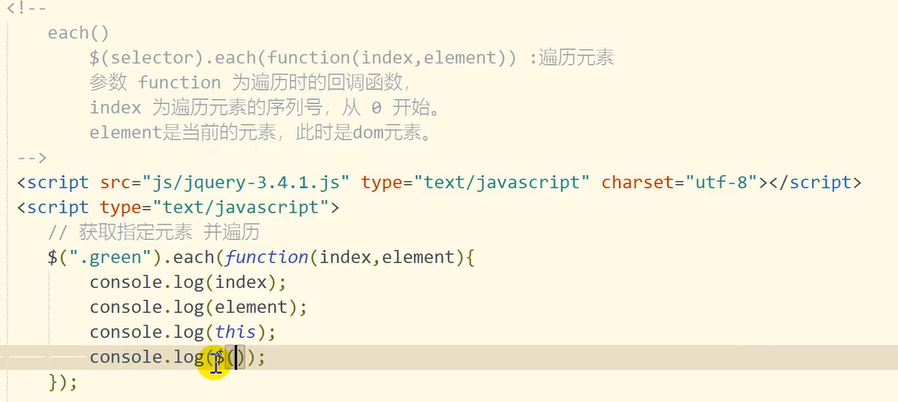 <!--
each()
$(selector).each(function(index,element)) :遍历元素
参数 function 为遍历时的回调函数，
index 为遍历元素的序列号，从 0 开始。
element是当前的元素，此时是dom元素。
-->
<script src="js/jquery-3.4.1.js" type="text/javascript" charset="utf-8"></script>
<script type="text/javascript">
// 获取指定元素 并遍历
$(".green").each(function(index,element){
console.log(index);
console.log(element);
console.log(this);
console.log($());
});